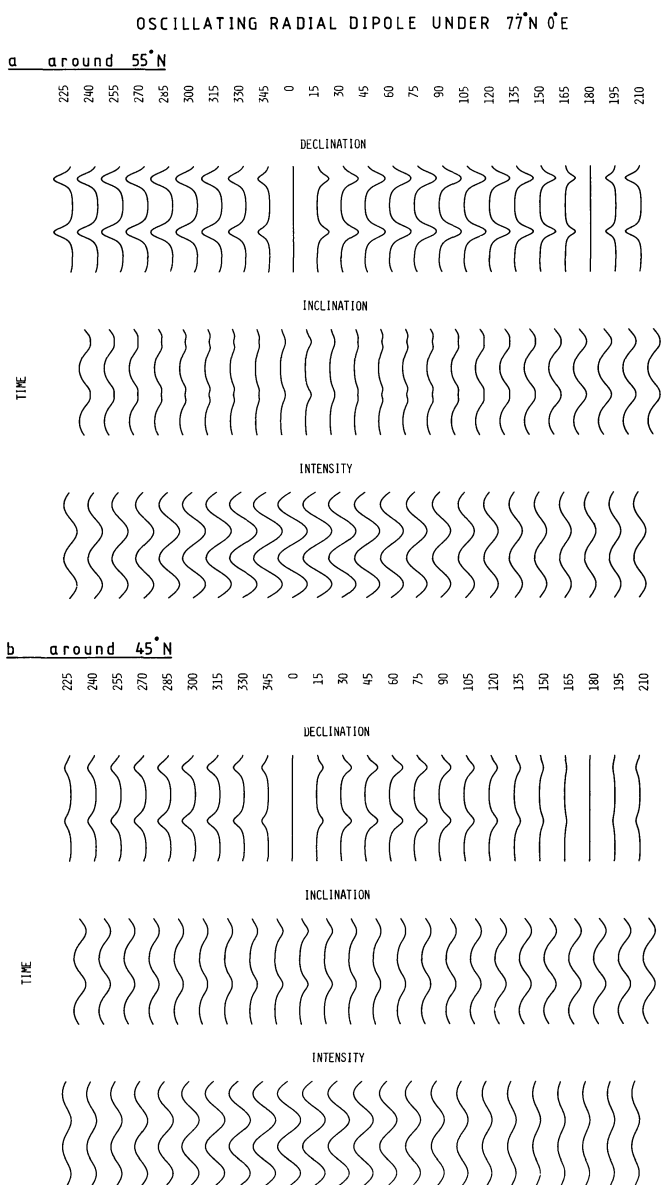 OSCILLATING RADIAL DIPOLE UNDER 77°N 0°E
a around 55°N
225 240 255 270 285 300 315 330 345 0 15 30 45 60 75 90 105 120 135 150 165 180 195 210
DECLINATION
INCLINATION
TIME
INTENSITY
b around 45°N
225 240 255 270 285 300 315 330 345 0 15 30 45 60 75 90 105 120 135 150 165 180 195 210
DECLINATION
INCLINATION
TIME
INTENSITY